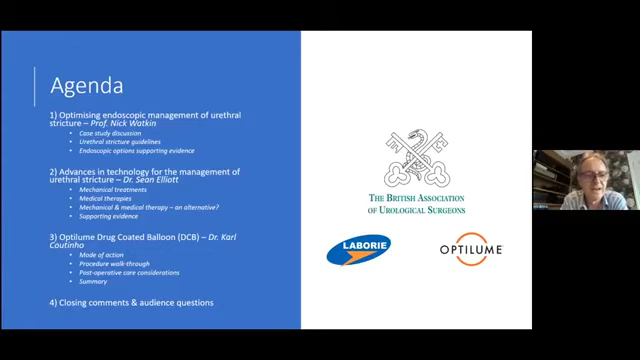 Agenda
1) Optimising endoscopic management of urethral
stricture – Prof. Nick Watkin
• Case study discussion
• Urethral stricture guidelines
• Endoscopic options supporting evidence
2) Advances in technology for the management of
urethral stricture – Dr. Sean Elliott
• Mechanical treatments
• Medical therapies
• Mechanical & medical therapy – an alternative?
• Supporting evidence
3) Optilume Drug Coated Balloon (DCB) – Dr. Karl
Coutinho
• Mode of action
• Procedure walk-through
• Post-operative care considerations
• Summary
4) Closing comments & audience questions
THE BRITISH ASSOCIATION
OF UROLOGICAL SURGEONS
LABORIE
OPTILUME